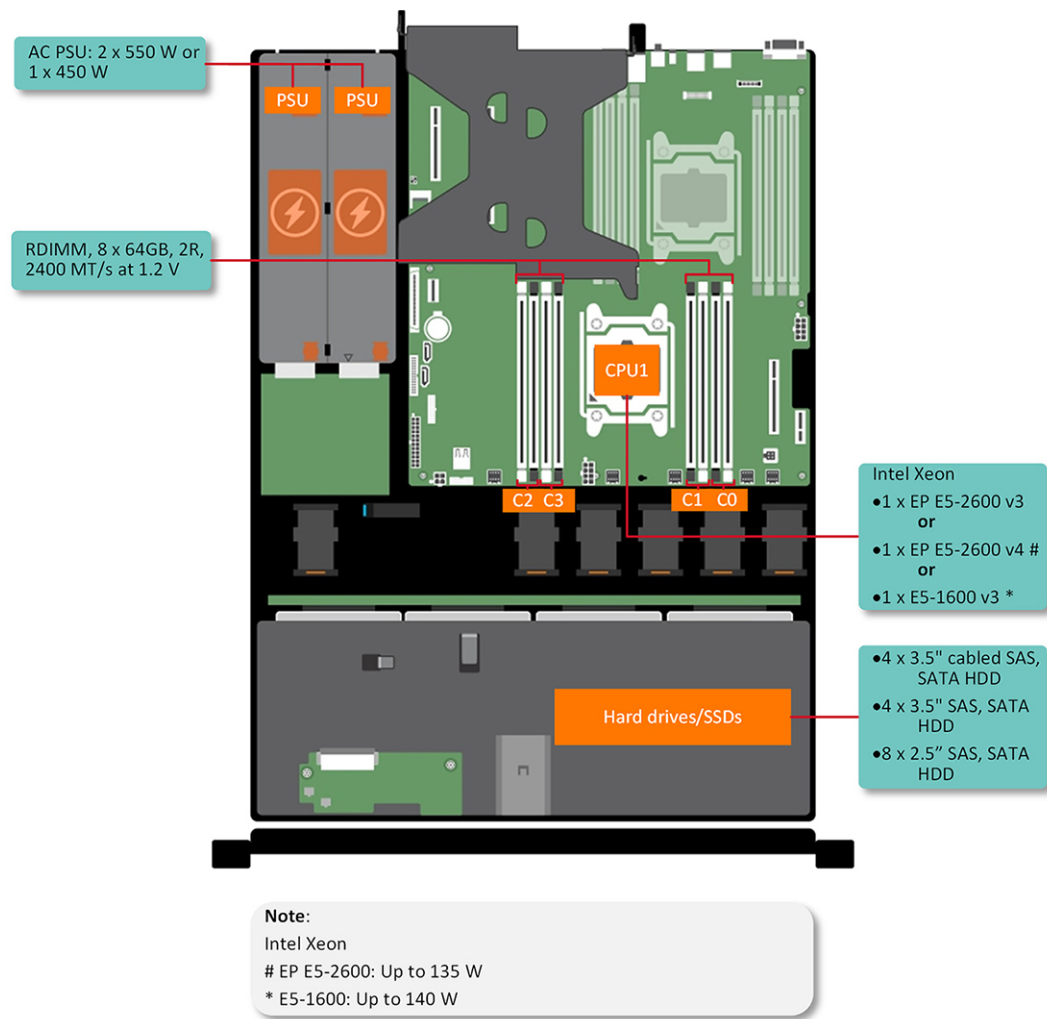 AC PSU: 2 x 550 W or
1 x 450 W
PSU
PSU
RDIMM, 8 x 64GB, 2R,
2400 MT/s at 1.2 V
CPU1
C2
C3
C1
C0
Intel Xeon
•1 x EP E5-2600 v3
or
•1 x EP E5-2600 v4 #
or
•1 x E5-1600 v3 *
•4 x 3.5" cabled SAS,
SATA HDD
•4 x 3.5" SAS, SATA
HDD
•8 x 2.5” SAS, SATA
HDD
Hard drives/SSDs
Note:
Intel Xeon
# EP E5-2600: Up to 135 W
* E5-1600: Up to 140 W